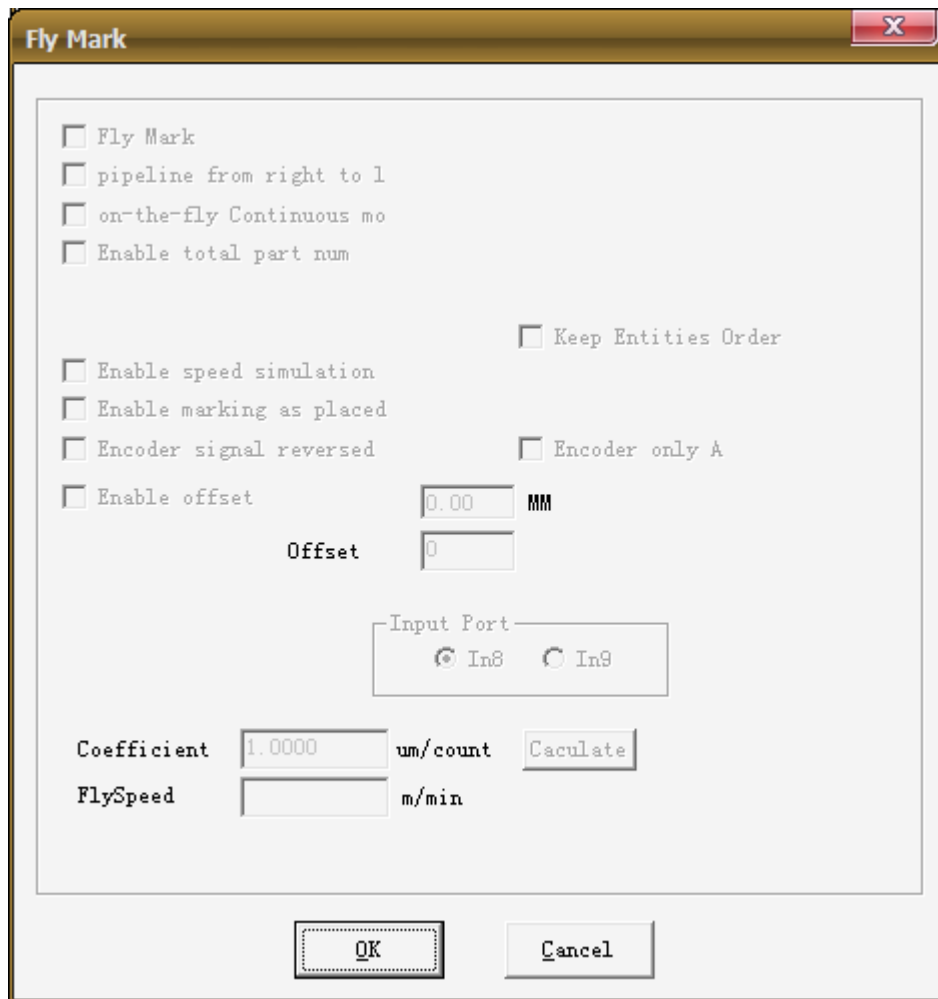 Fly Mark
Fly Mark
pipeline from right to l
on-the-fly Continuous mo
Enable total part num
Keep Entities Order
Enable speed simulation
Enable marking as placed
Encoder signal reversed Encoder only A
Enable offset 0.00 MM
Offset 0
Input Port
In8 In9
Coefficient 1.0000 um/count Caculate
FlySpeed m/min
OK Cancel